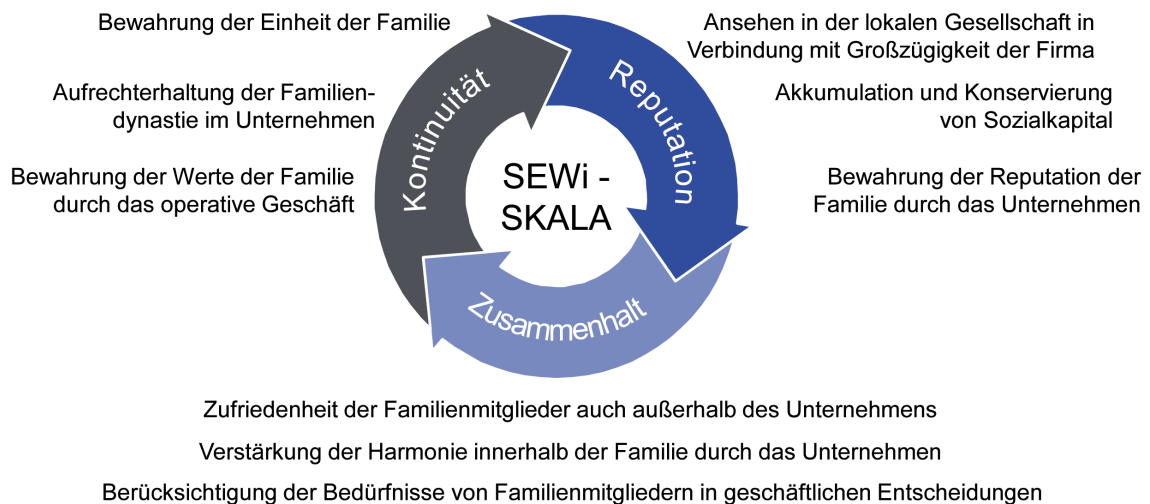 Bewahrung der Einheit der Familie
Aufrechterhaltung der Familien-
dynastie im Unternehmen
Bewahrung der Werte der Familie
durch das operative Geschäft
Kontinuität
Reputation
Zusammenhalt
SEWi -
SKALA
Ansehen in der lokalen Gesellschaft in
Verbindung mit Großzügigkeit der Firma
Akkumulation und Konservierung
von Sozialkapital
Bewahrung der Reputation der
Familie durch das Unternehmen
Zufriedenheit der Familienmitglieder auch außerhalb des Unternehmens
Verstärkung der Harmonie innerhalb der Familie durch das Unternehmen
Berücksichtigung der Bedürfnisse von Familienmitgliedern in geschäftlichen Entscheidungen